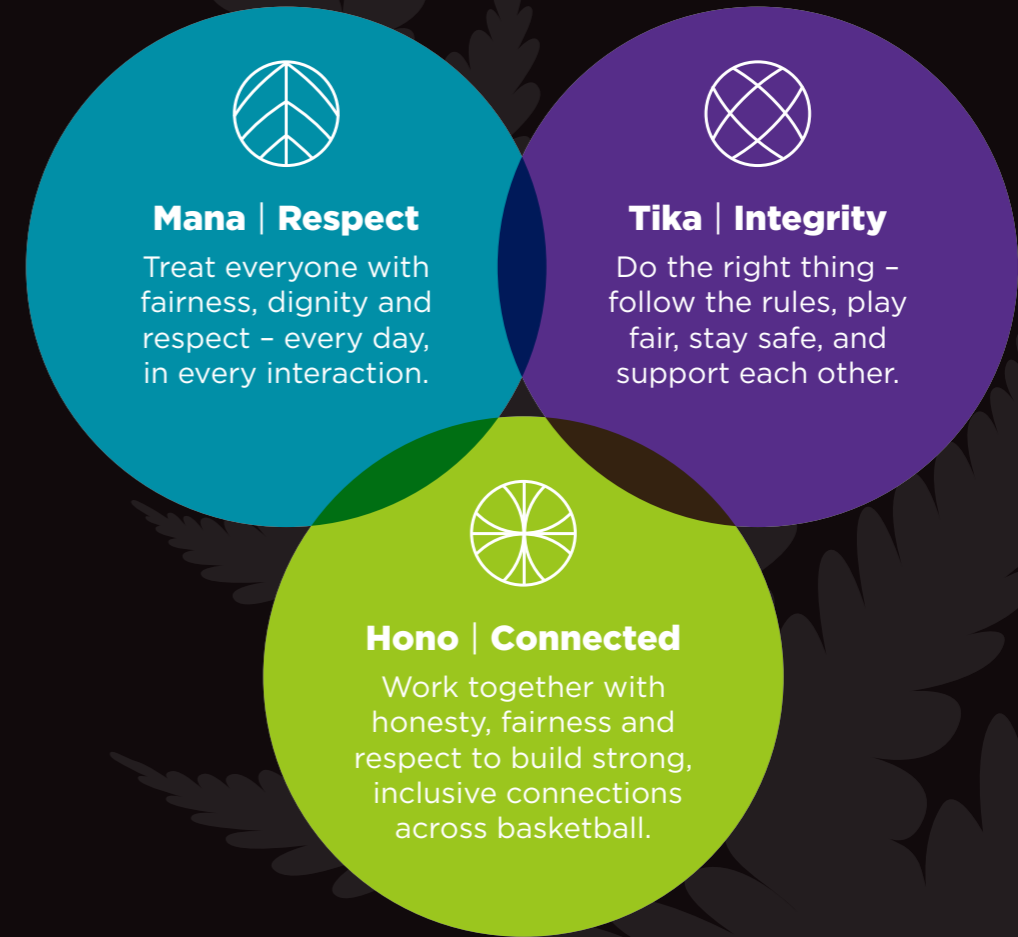 Mana | Respect
Treat everyone with
fairness, dignity and
respect – every day,
in every interaction.
Tika | Integrity
Do the right thing –
follow the rules, play
fair, stay safe, and
support each other.
Hono | Connected
Work together with
honesty, fairness and
respect to build strong,
inclusive connections
across basketball.